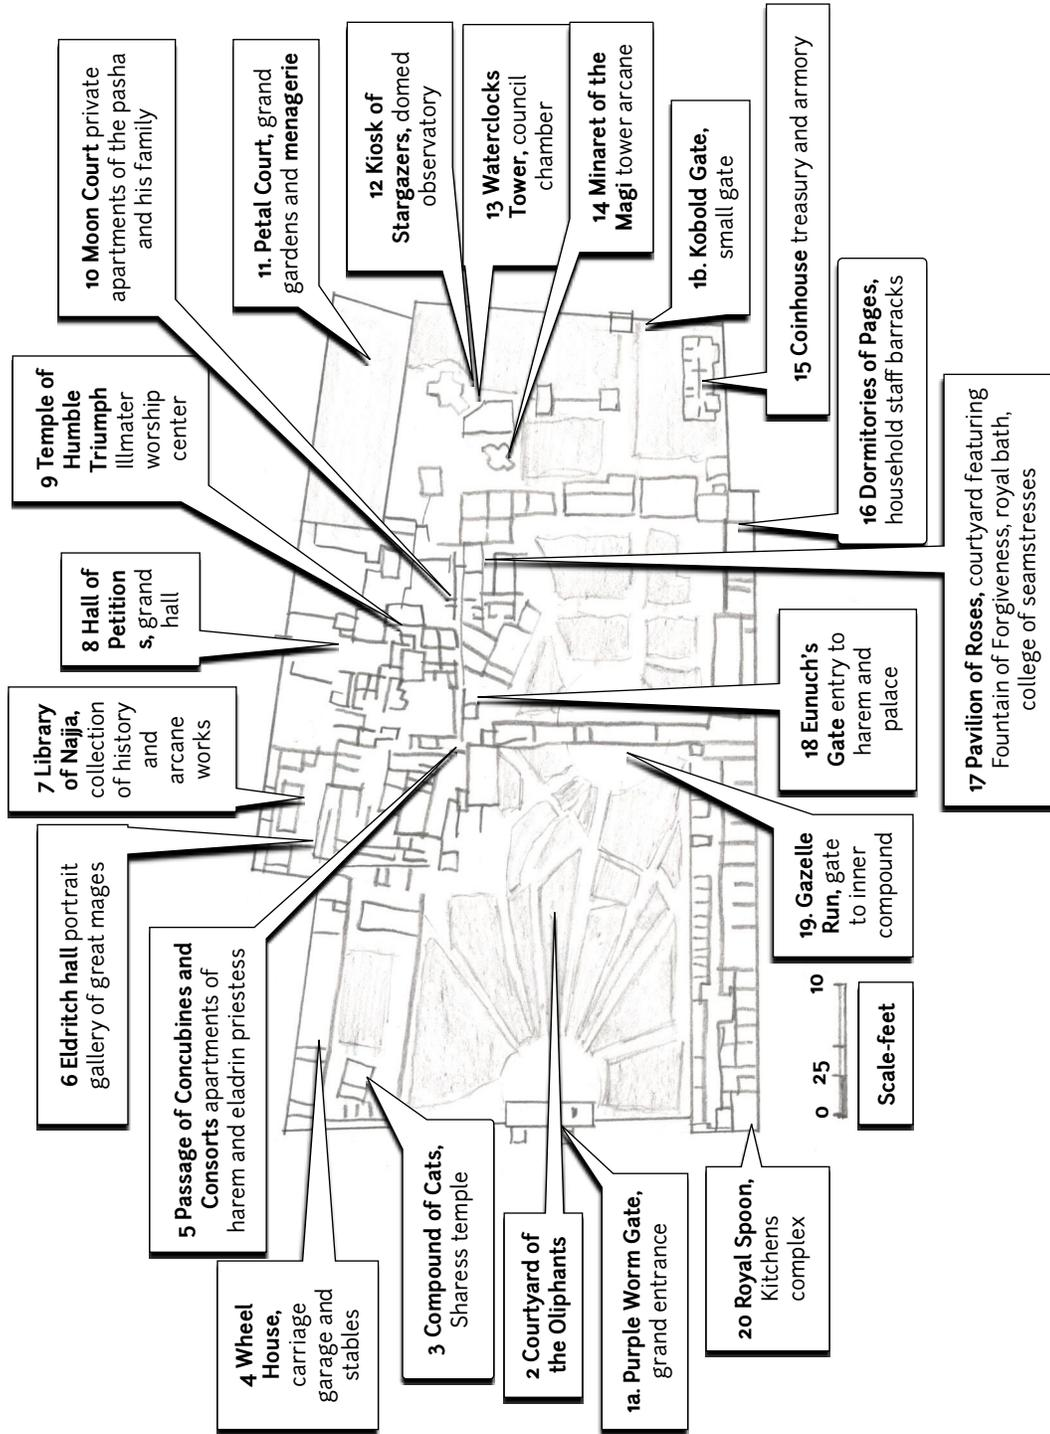 1a. Purple Worm Gate,
grand entrance
1b. Kobold Gate,
small gate
2 Courtyard of
the Oliphants
3 Compound of Cats,
Sharess temple
4 Wheel
House,
carriage
garage and
stables
5 Passage of Concubines and
Consorts apartments of
harem and eladrin priestess
6 Eldritch hall portrait
gallery of great mages
7 Library
of Najja,
collection
of history
and
arcane
works
8 Hall of
Petition
s, grand
hall
9 Temple of
Humble
Triumph
Illmater
worship
center
10 Moon Court private
apartments of the pasha
and his family
11. Petal Court, grand
gardens and menagerie
12 Kiosk of
Stargazers, domed
observatory
13 Waterclocks
Tower, council
chamber
14 Minaret of the
Magi tower arcane
15 Coinhouse treasury and armory
16 Dormitories of Pages,
household staff barracks
17 Pavilion of Roses, courtyard featuring
Fountain of Forgiveness, royal bath,
college of seamstresses
18 Eunuch's
Gate entry to
harem and
palace
19. Gazelle
Run, gate
to inner
compound
20 Royal Spoon,
Kitchens
complex
0 25 10
Scale-feet